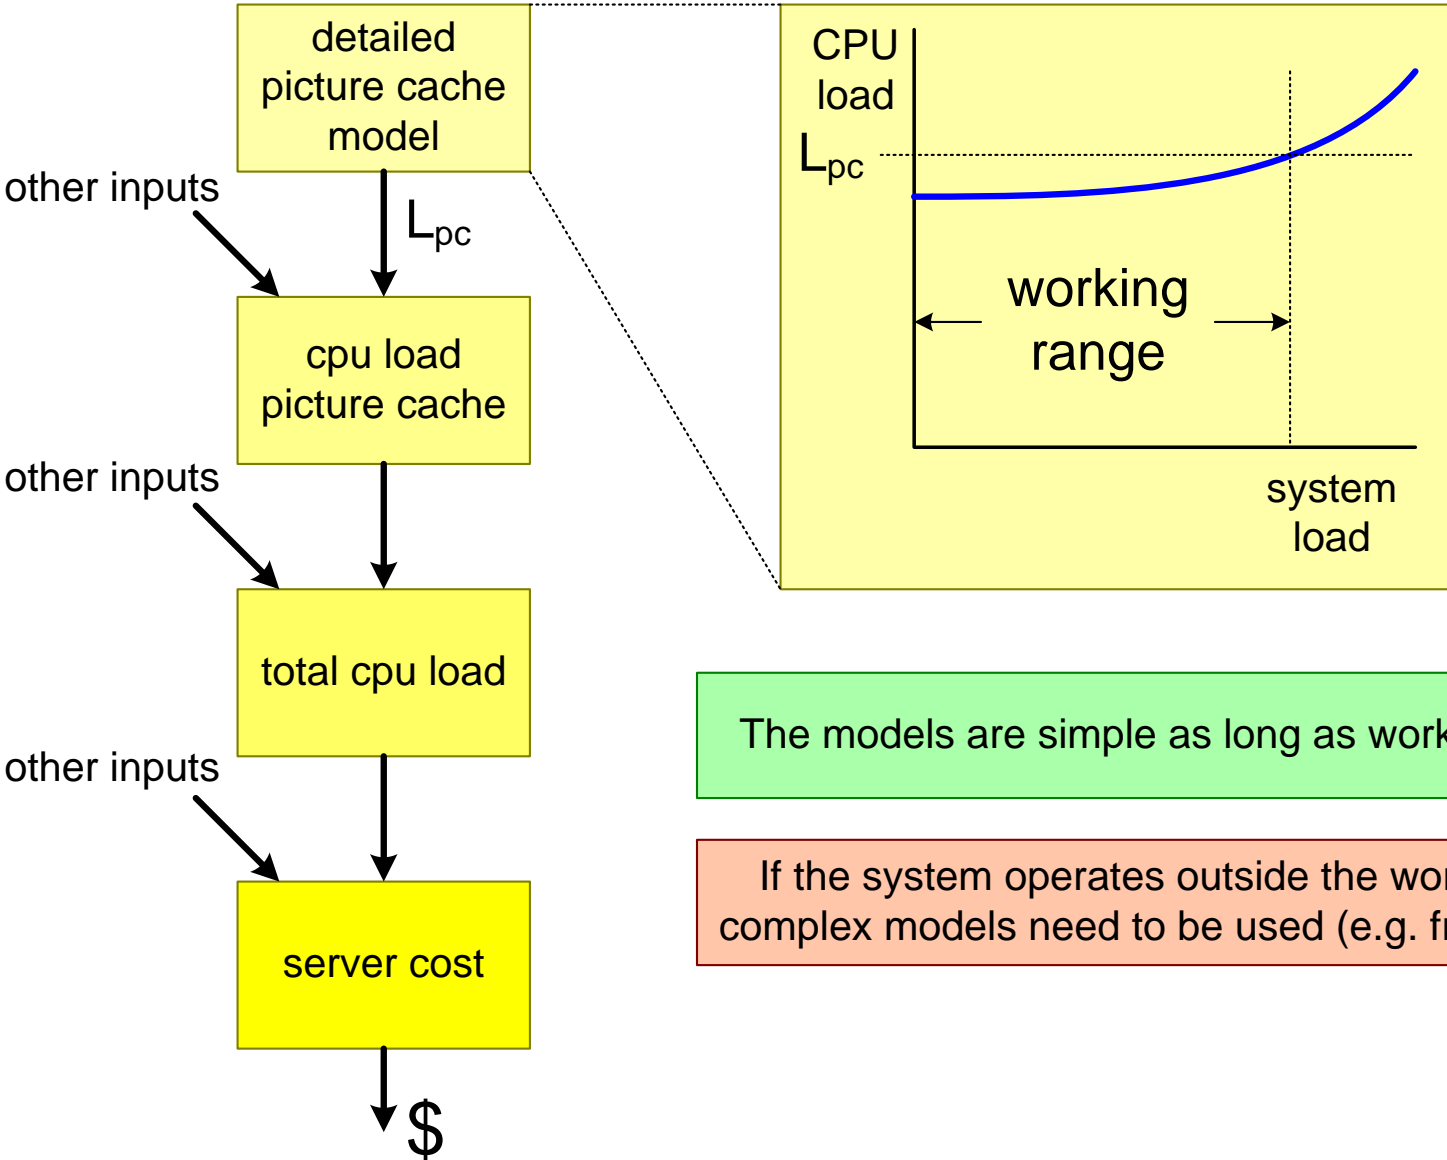 detailed
picture cache
model
other inputs
Lpc
cpu load
picture cache
other inputs
total cpu load
other inputs
server cost
$
CPU
load
Lpc
working
range
system
load
The models are simple as long as work
If the system operates outside the wor
complex models need to be used (e.g. fr